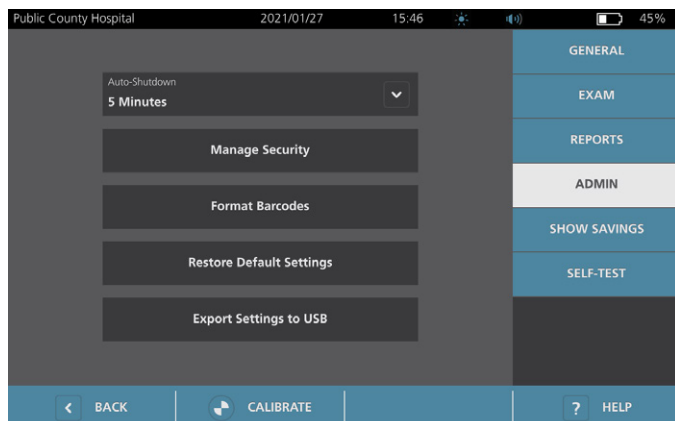 Public County Hospital 2021/01/27 15:46 45%
Auto-Shutdown
5 Minutes
Manage Security
Format Barcodes
Restore Default Settings
Export Settings to USB
GENERAL
EXAM
REPORTS
ADMIN
SHOW SAVINGS
SELF-TEST
BACK CALIBRATE ? HELP